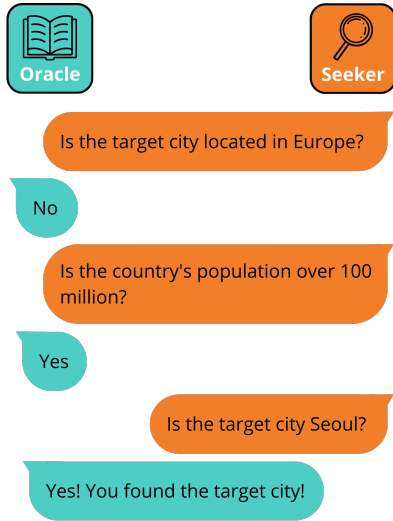 Oracle
Seeker
Is the target city located in Europe?
No
Is the country's population over 100
million?
Yes
Is the target city Seoul?
Yes! You found the target city!